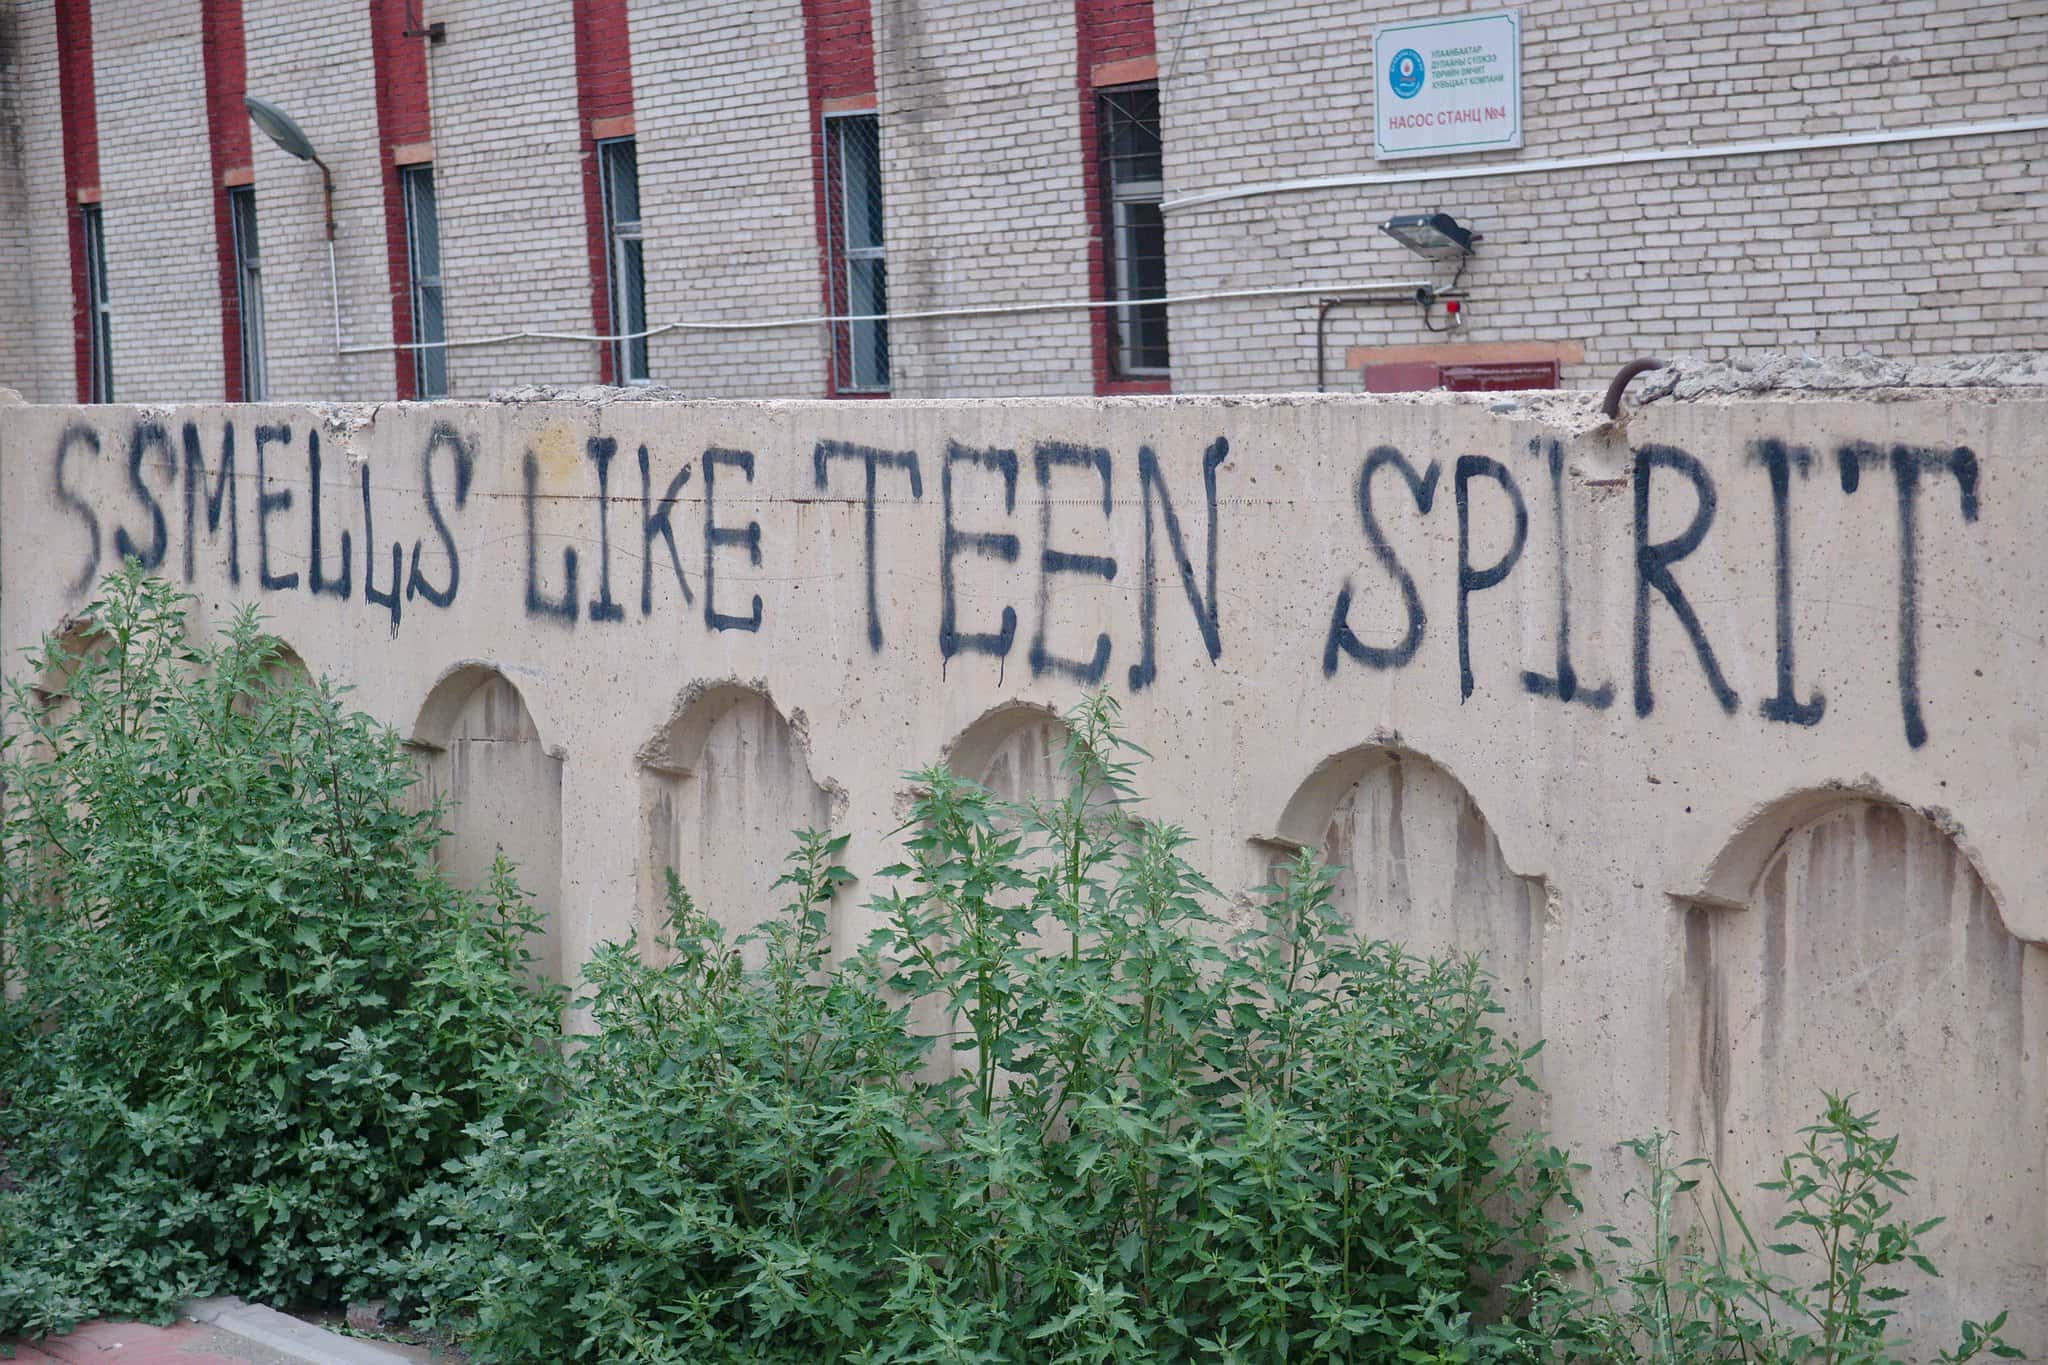 УЛААНБААТАР
ДУЛААНЫ СҮЛЖЭЭ
ТӨРИЙН ӨМЧИТ
ХУВЬЦААТ КОМПАНИ
НАСОС СТАНЦ №4
SSMELLS LIKE TEEN SPIRIT